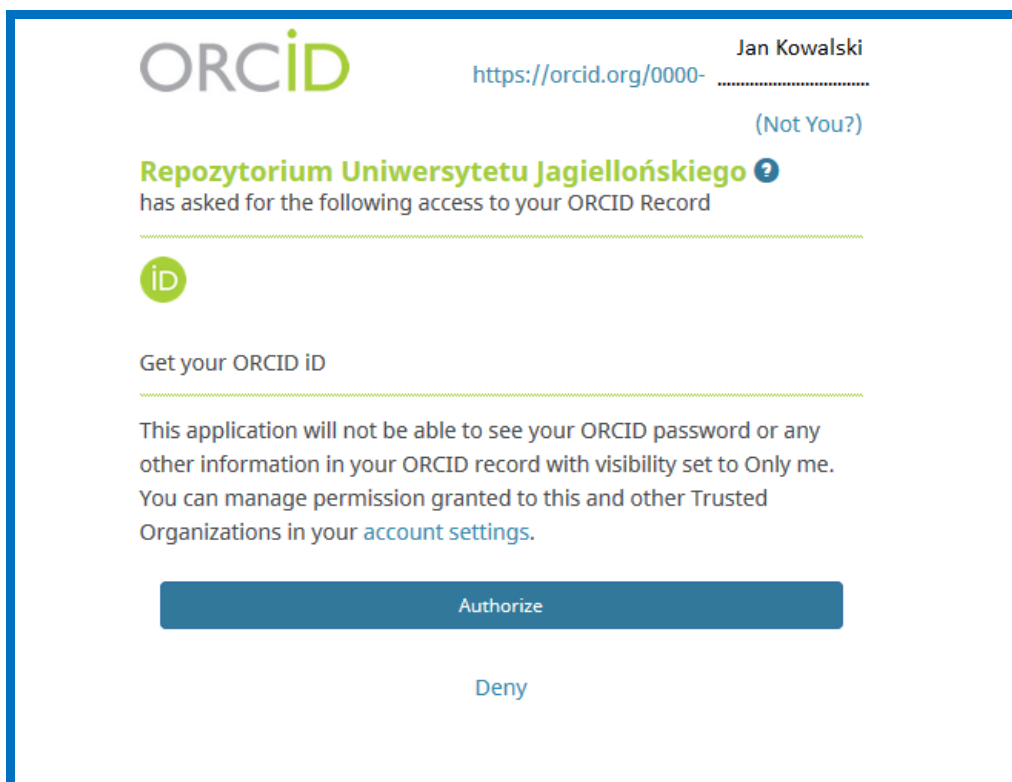 ORCID
Jan Kowalski
https://orcid.org/0000- ................................
(Not You?)
Repozytorium Uniwersytetu Jagiellońskiego ?
has asked for the following access to your ORCID Record
iD
Get your ORCID iD
This application will not be able to see your ORCID password or any
other information in your ORCID record with visibility set to Only me.
You can manage permission granted to this and other Trusted
Organizations in your account settings.
Authorize
Deny